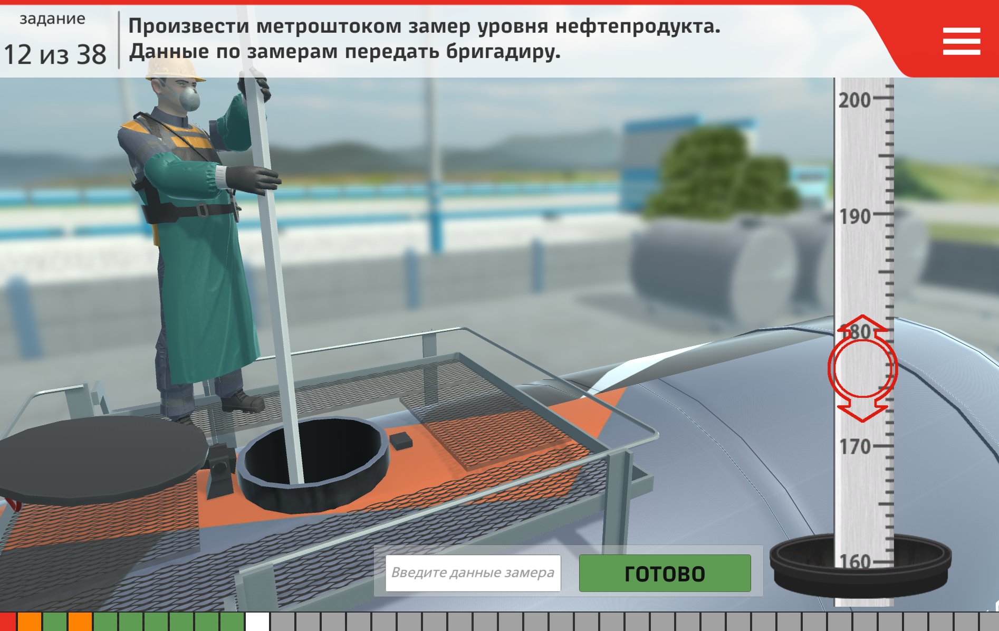 задание
12 из 38
Произвести метроштоком замер уровня нефтепродукта.
Данные по замерам передать бригадиру.
200
190
180
170
160
Введите данные замера
ГОТОВО